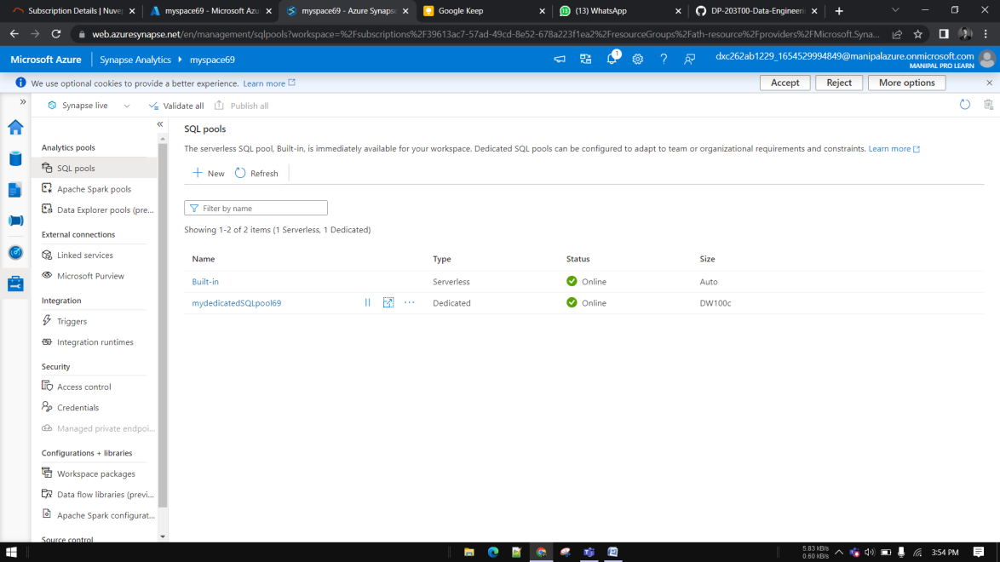 Subscription Details | Nuvep
myspace69 - Microsoft Azu
myspace69 - Azure Synapse
Google Keep
(13) WhatsApp
DP-203T00-Data-Engineeri
web.azuresynapse.net/en/management/sqlpools?workspace=%2Fsubscriptions%2F39613ac7-57ad-49cd-8e52-678a223f1ea2%2FresourceGroups%2Fath-resource%2Fproviders%2FMicrosoft.Syna...
Microsoft Azure
Synapse Analytics
myspace69
1
dxc262ab1229_1654529994849@manipalazure.onmicrosoft.com
MANIPAL PRO LEARN
We use optional cookies to provide a better experience. Learn more
Accept
Reject
More options
Synapse live
Validate all
Publish all
Analytics pools
SQL pools
Apache Spark pools
Data Explorer pools (pre...
External connections
Linked services
Microsoft Purview
Integration
Triggers
Integration runtimes
Security
Access control
Credentials
Managed private endpoi...
Configurations + libraries
Workspace packages
Data flow libraries (previ...
Apache Spark configurat...
Source control
SQL pools
The serverless SQL pool, Built-in, is immediately available for your workspace. Dedicated SQL pools can be configured to adapt to team or organizational requirements and constraints. Learn more
New
Refresh
Filter by name
Showing 1-2 of 2 items (1 Serverless, 1 Dedicated)
Name Type Status Size
Built-in Serverless Online Auto
mydedicatedSQLpool69 Dedicated Online DW100c
5.83 kB/s
0.60 kB/s
3:54 PM